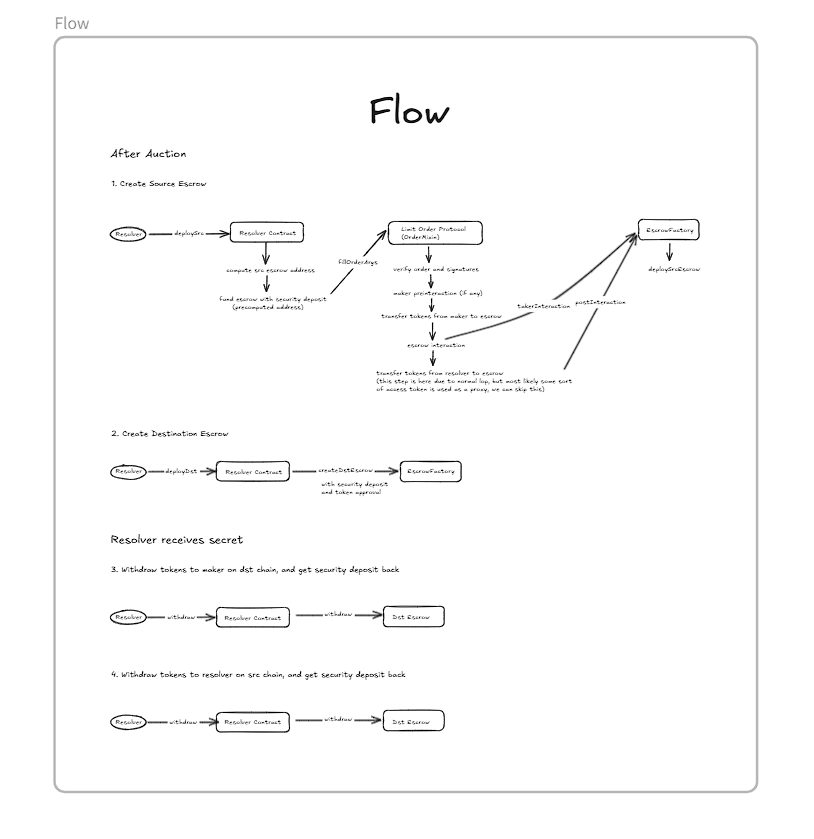 Flow
Flow
After Auction
1. Create Source Escrow
Resolver
deploySrc
Resolver Contract
compute src escrow address
fund escrow with security deposit
(precomputed address)
fillOrderArgs
Limit Order Protocol
(OrderMixin)
verify order and signatures
maker preinteraction (if any)
transfer tokens from maker to escrow
escrow interaction
transfer tokens from resolver to escrow
(this step is here due to normal lop, but most likely some sort
of access token is used as a proxy, we can skip this)
takerInteraction
postInteraction
EscrowFactory
deploySrcEscrow
2. Create Destination Escrow
Resolver
deployDst
Resolver Contract
createDstEscrow
with security deposit
and token approval
EscrowFactory
Resolver receives secret
3. Withdraw tokens to maker on dst chain, and get security deposit back
Resolver
withdraw
Resolver Contract
withdraw
Dst Escrow
4. Withdraw tokens to resolver on src chain, and get security deposit back
Resolver
withdraw
Resolver Contract
withdraw
Dst Escrow